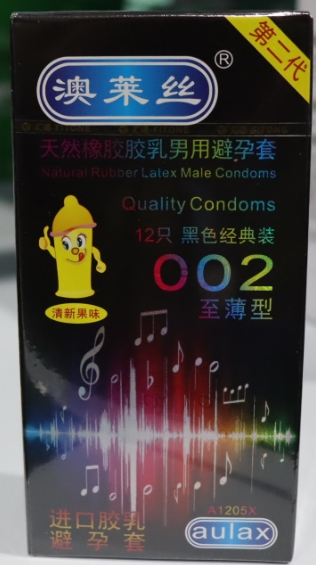 第二代
澳莱丝®
天然橡胶胶乳男用避孕套
Natural Rubber Latex Male Condoms
Quality Condoms
12只 黑色经典装
002
至薄型
清新果味
进口胶乳
避孕套
A1205X
aulax